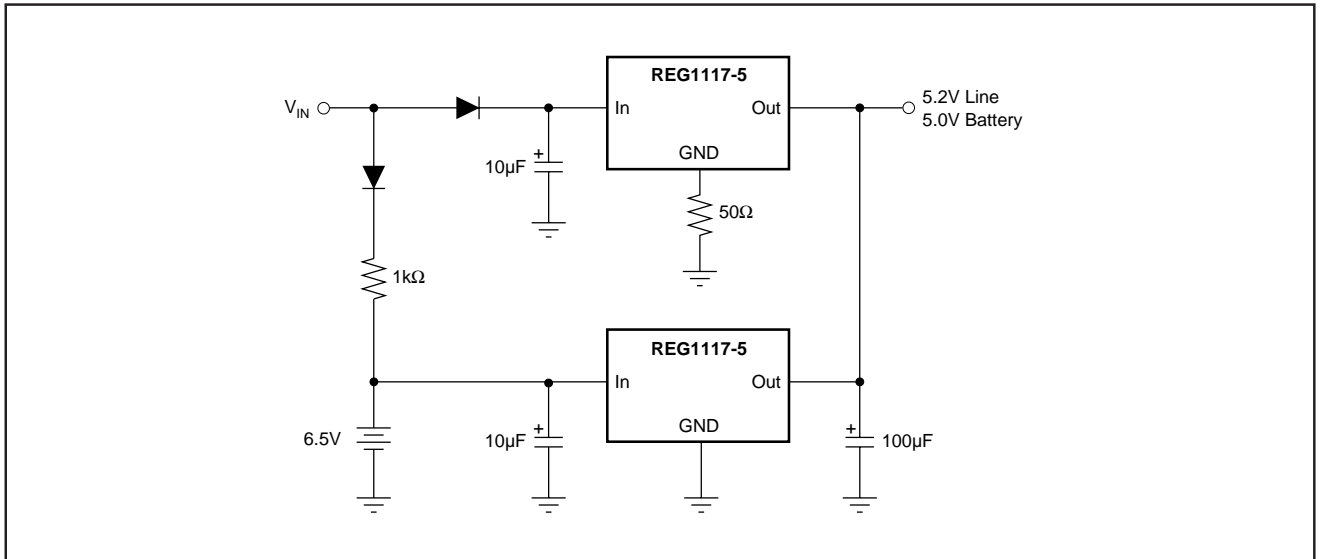 REG1117-5
V_IN
In
Out
5.2V Line
5.0V Battery
GND
10µF
+
50Ω
1kΩ
REG1117-5
In
Out
GND
6.5V
10µF
+
+
100µF